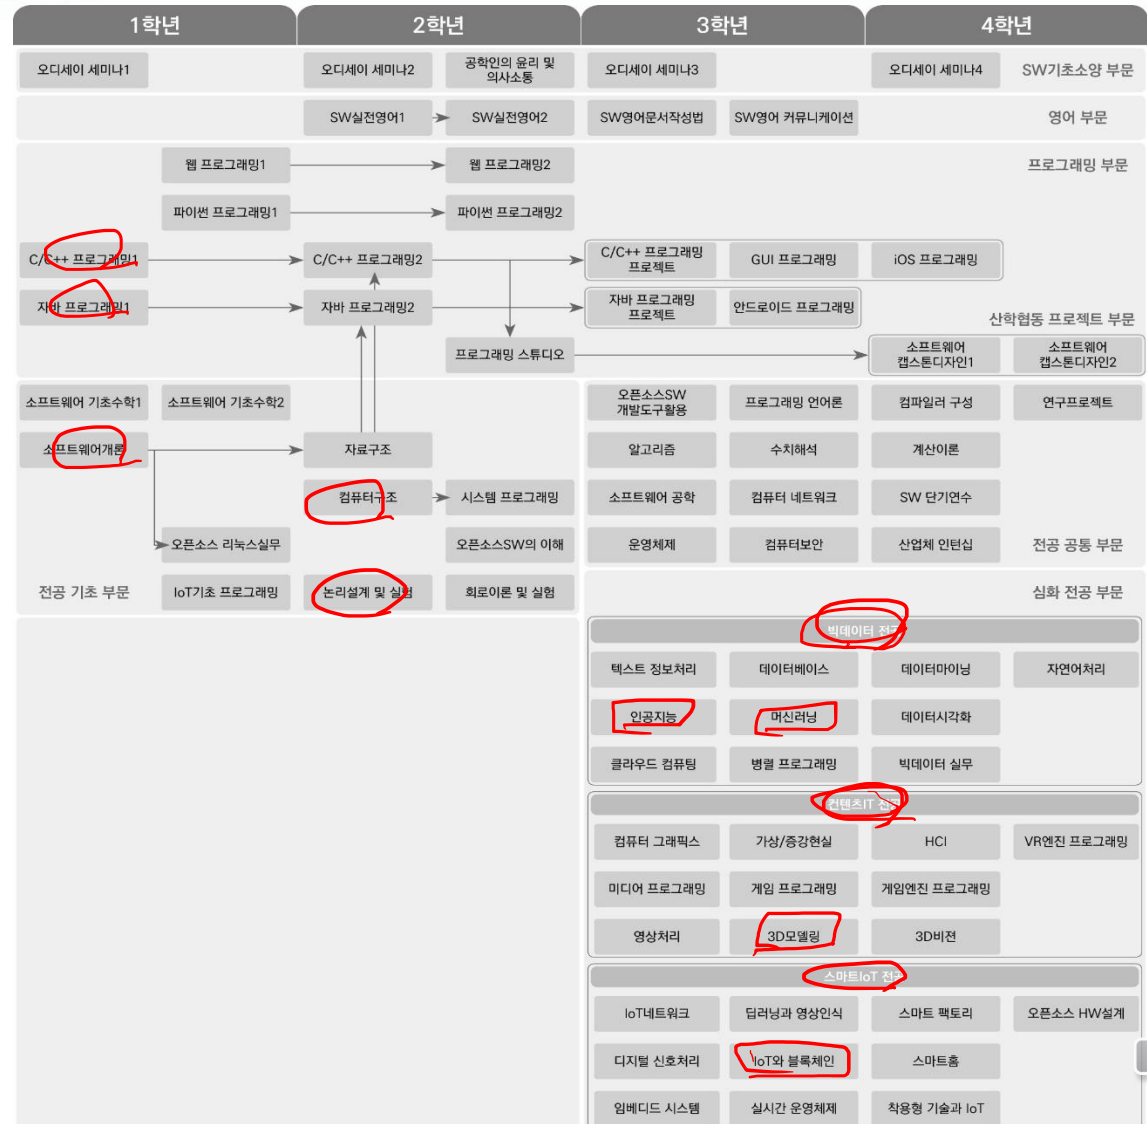 1학년 2학년 3학년 4학년
오디세이 세미나1
오디세이 세미나2
공학인의 윤리 및
의사소통
오디세이 세미나3
오디세이 세미나4
SW기초소양 부문
SW실전영어1
SW실전영어2
SW영어문서작성법
SW영어 커뮤니케이션
영어 부문
웹 프로그래밍1
웹 프로그래밍2
프로그래밍 부문
파이썬 프로그래밍1
파이썬 프로그래밍2
C/C++ 프로그래밍1
C/C++ 프로그래밍2
C/C++ 프로그래밍
프로젝트
GUI 프로그래밍
iOS 프로그래밍
자바 프로그래밍1
자바 프로그래밍2
자바 프로그래밍
프로젝트
안드로이드 프로그래밍
산학협동 프로젝트 부문
프로그래밍 스튜디오
소프트웨어
캡스톤디자인1
소프트웨어
캡스톤디자인2
소프트웨어 기초수학1
소프트웨어 기초수학2
오픈소스SW
개발도구활용
프로그래밍 언어론
컴파일러 구성
연구프로젝트
소프트웨어개론
자료구조
알고리즘
수치해석
계산이론
컴퓨터구조
시스템 프로그래밍
소프트웨어 공학
컴퓨터 네트워크
SW 단기연수
오픈소스 리눅스실무
오픈소스SW의 이해
운영체제
컴퓨터보안
산업체 인턴십
전공 공통 부문
전공 기초 부문
IoT기초 프로그래밍
논리설계 및 실험
회로이론 및 실험
심화 전공 부문
빅데이터 전공
텍스트 정보처리
데이터베이스
데이터마이닝
자연어처리
인공지능
머신러닝
데이터시각화
클라우드 컴퓨팅
병렬 프로그래밍
빅데이터 실무
컨텐츠IT 전공
컴퓨터 그래픽스
가상/증강현실
HCI
VR엔진 프로그래밍
미디어 프로그래밍
게임 프로그래밍
게임엔진 프로그래밍
영상처리
3D모델링
3D비젼
스마트IoT 전공
IoT네트워크
딥러닝과 영상인식
스마트 팩토리
오픈소스 HW설계
디지털 신호처리
IoT와 블록체인
스마트홈
임베디드 시스템
실시간 운영체제
착용형 기술과 IoT